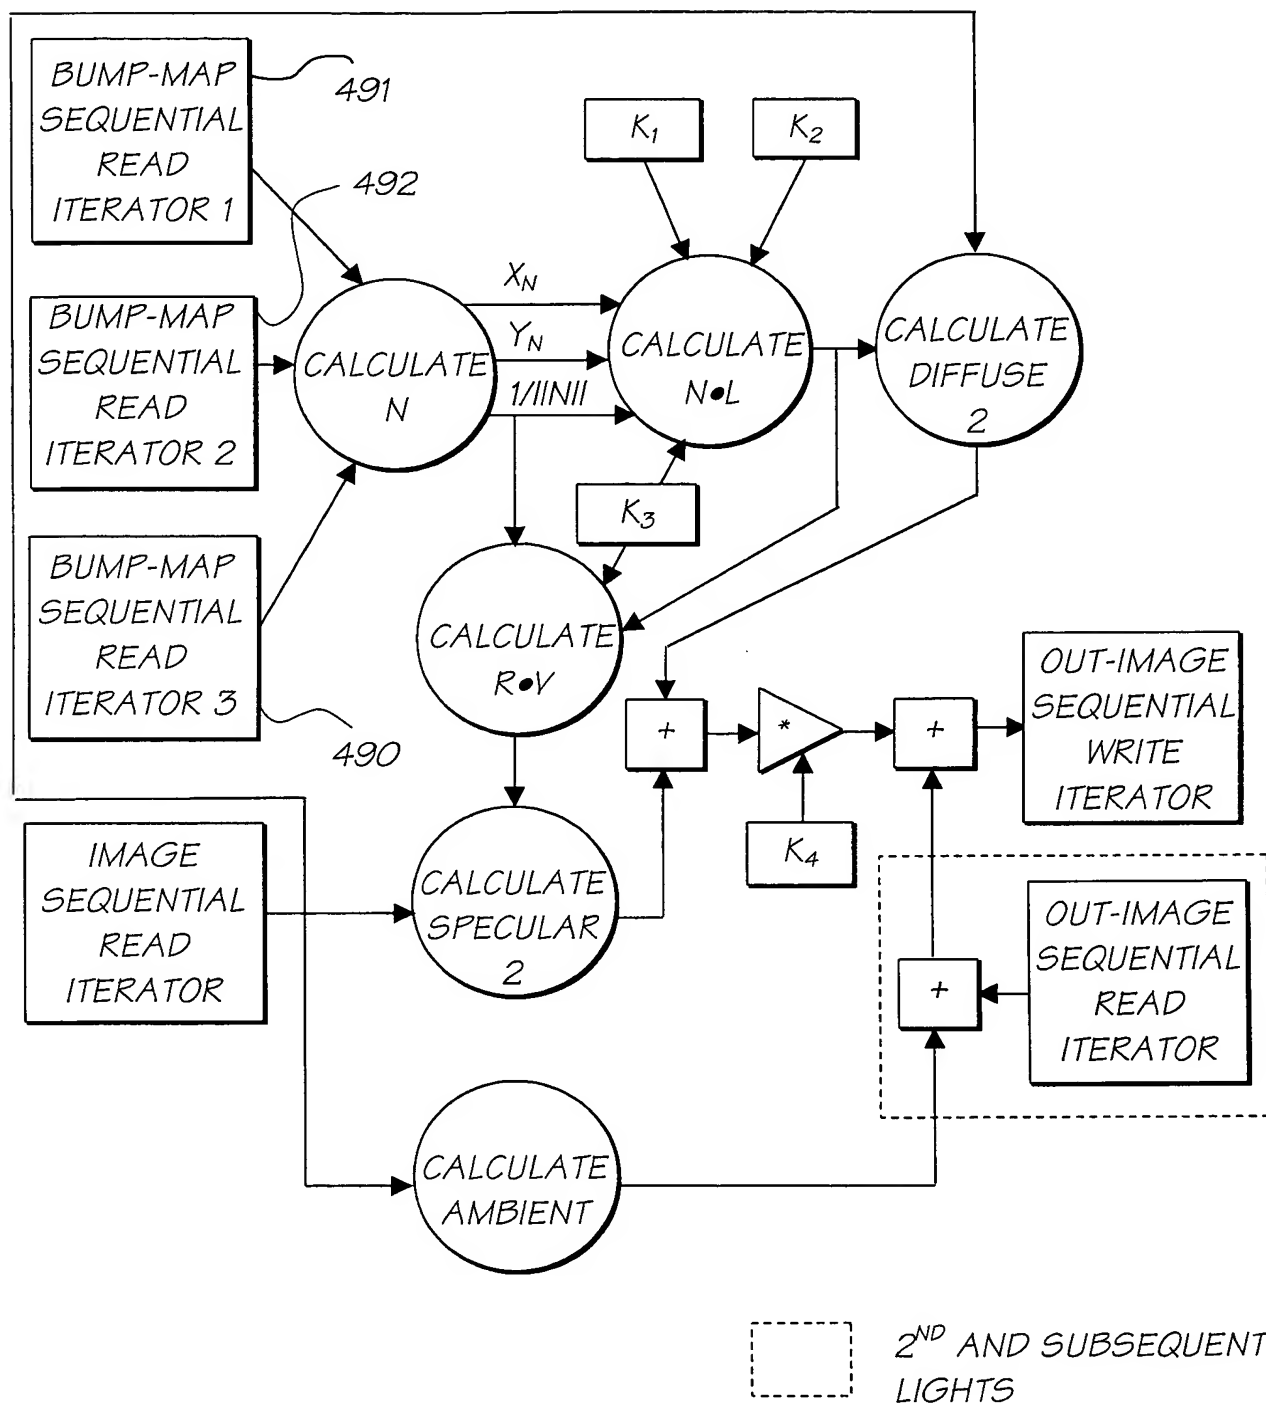 BUMP-MAP
SEQUENTIAL
READ
ITERATOR 1
491
K1
K2
492
BUMP-MAP
SEQUENTIAL
READ
ITERATOR 2
CALCULATE
N
XN
YN
1/||N||
CALCULATE
N●L
CALCULATE
DIFFUSE
2
K3
BUMP-MAP
SEQUENTIAL
READ
ITERATOR 3
490
CALCULATE
R●V
+
*
+
K4
OUT-IMAGE
SEQUENTIAL
WRITE
ITERATOR
IMAGE
SEQUENTIAL
READ
ITERATOR
CALCULATE
SPECULAR
2
+
OUT-IMAGE
SEQUENTIAL
READ
ITERATOR
CALCULATE
AMBIENT
2ND AND SUBSEQUENT
LIGHTS